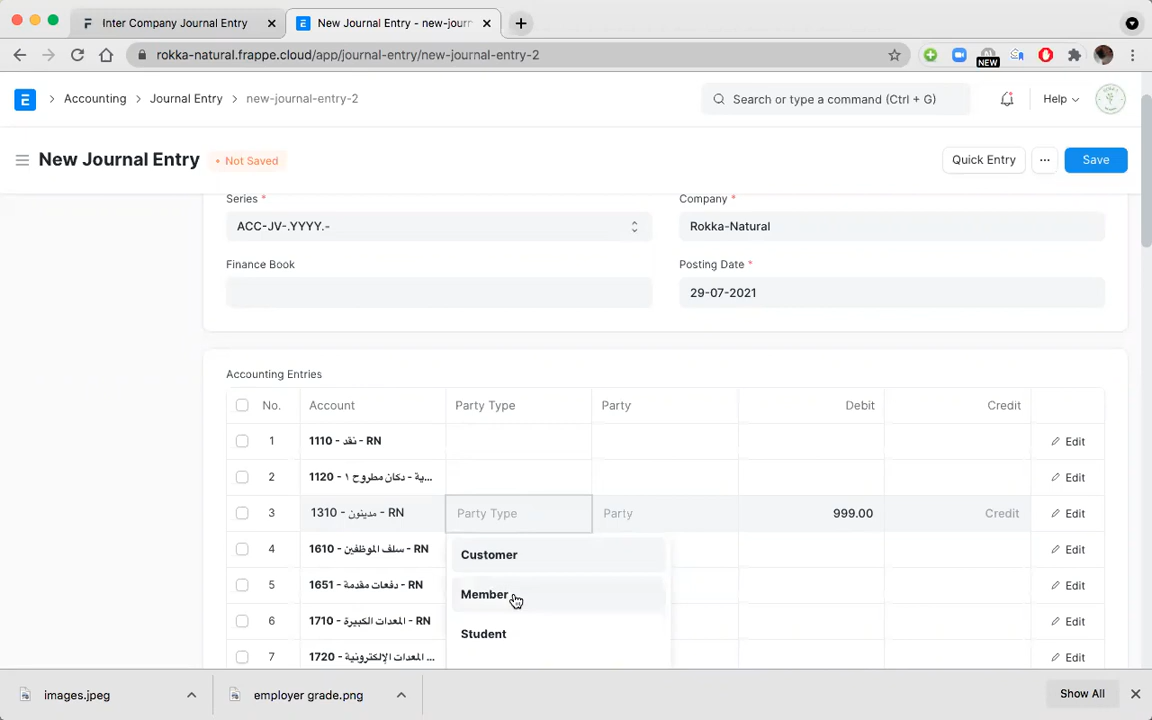 Inter Company Journal Entry
New Journal Entry - new-jour
rokka-natural.frappe.cloud/app/journal-entry/new-journal-entry-2
NEW
E
Accounting
Journal Entry
new-journal-entry-2
Search or type a command (Ctrl + G)
Help
New Journal Entry
Not Saved
Quick Entry
Save
Series *
Company *
ACC-JV-.YYYY.-
Rokka-Natural
Finance Book
Posting Date *
29-07-2021
Accounting Entries
No. Account Party Type Party Debit Credit
1 1110 - نقد - RN Edit
2 1120 - ية - دكان مطروح ١... Edit
3 1310 - مدينون - RN Party Type Party 999.00 Credit Edit
4 1610 - سلف الموظفين - RN Edit
5 1651 - دفعات مقدمة - RN Edit
6 1710 - المعدات الكبيرة - RN Edit
7 1720 - المعدات الإلكترونية ... Edit
Customer
Member
Student
images.jpeg
employer grade.png
Show All